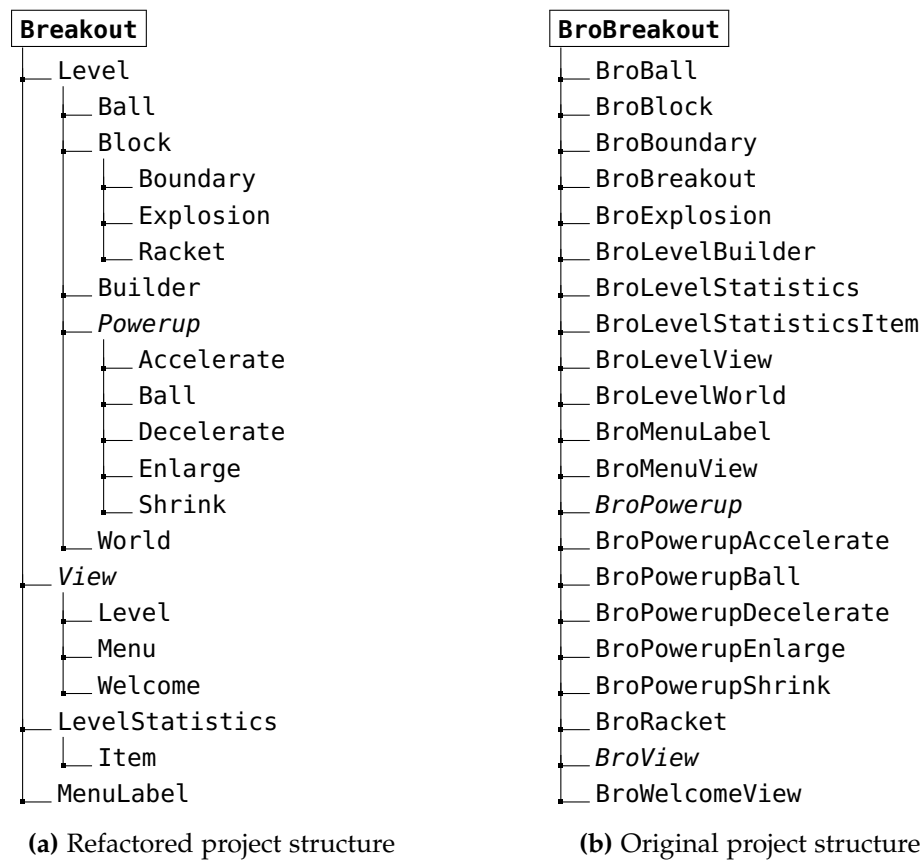 Breakout
Level
Ball
Block
Boundary
Explosion
Racket
Builder
Powerup
Accelerate
Ball
Decelerate
Enlarge
Shrink
World
View
Level
Menu
Welcome
LevelStatistics
Item
MenuLabel
(a) Refactored project structure
BroBreakout
BroBall
BroBlock
BroBoundary
BroBreakout
BroExplosion
BroLevelBuilder
BroLevelStatistics
BroLevelStatisticsItem
BroLevelView
BroLevelWorld
BroMenuLabel
BroMenuView
BroPowerup
BroPowerupAccelerate
BroPowerupBall
BroPowerupDecelerate
BroPowerupEnlarge
BroPowerupShrink
BroRacket
BroView
BroWelcomeView
(b) Original project structure